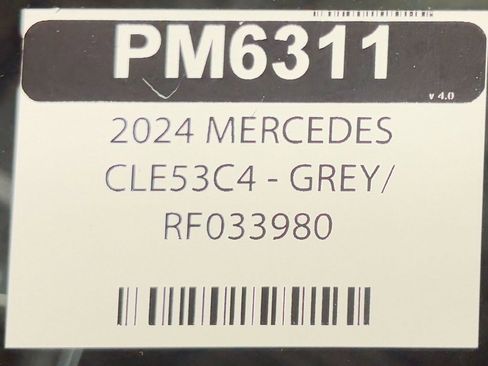 PM6311
v 4.0
2024 MERCEDES
CLE53C4 - GREY/
RF033980